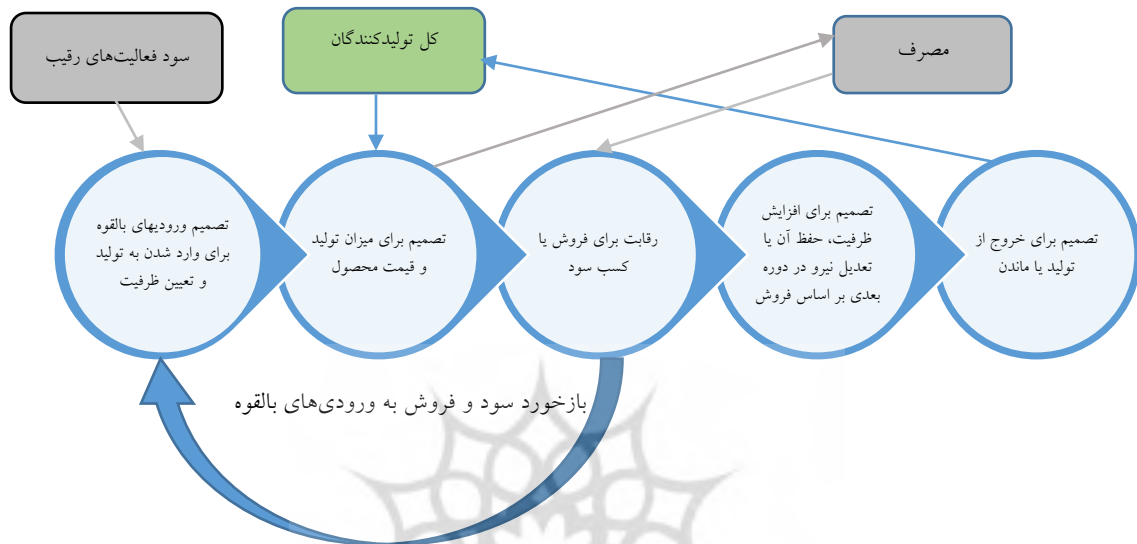 سود فعالیت‌های رقیب
کل تولیدکنندگان
مصرف
تصمیم ورودیهای بالقوه
برای وارد شدن به تولید
و تعیین ظرفیت
تصمیم برای میزان تولید
و قیمت محصول
رقابت برای فروش یا
کسب سود
تصمیم برای افزایش
ظرفیت، حفظ آن یا
تعدیل نیرو در دوره
بعدی بر اساس فروش
تصمیم برای خروج از
تولید یا ماندن
بازخورد سود و فروش به ورودی‌های بالقوه